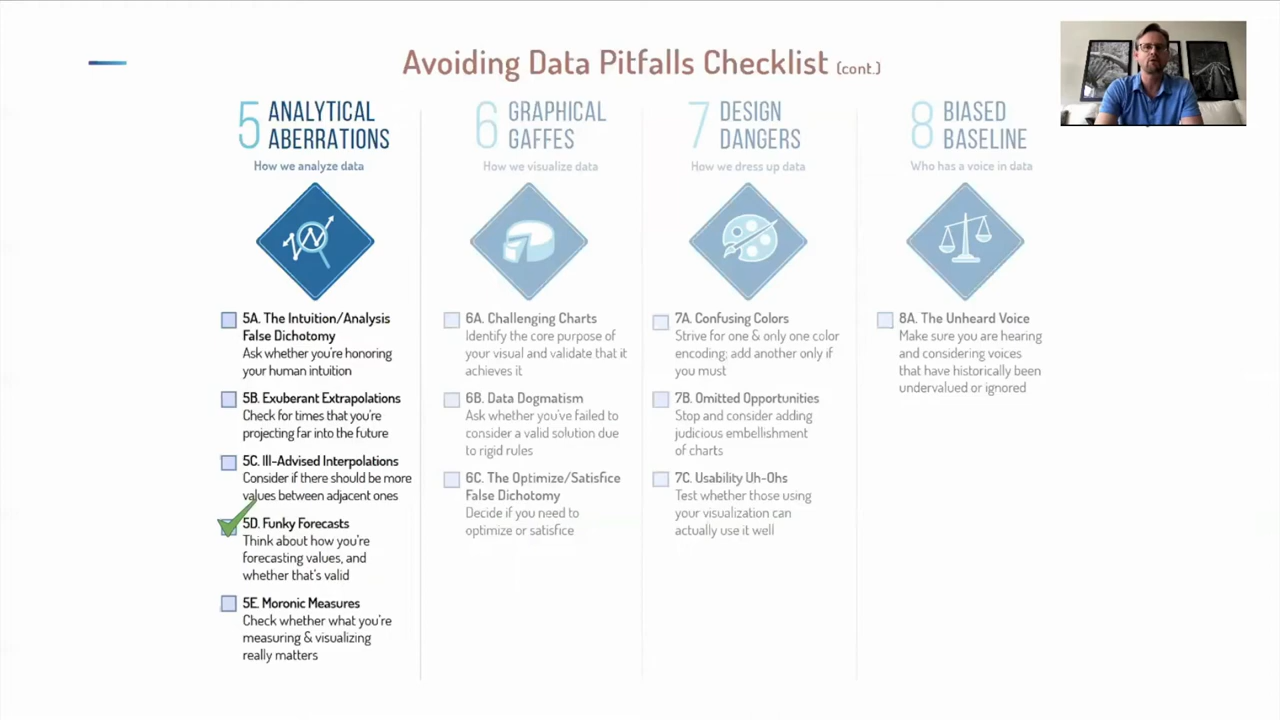 Avoiding Data Pitfalls Checklist (cont.)
5 ANALYTICAL
ABERRATIONS
How we analyze data
5A. The Intuition/Analysis
False Dichotomy
Ask whether you're honoring
your human intuition
5B. Exuberant Extrapolations
Check for times that you're
projecting far into the future
5C. Ill-Advised Interpolations
Consider if there should be more
values between adjacent ones
5D. Funky Forecasts
Think about how you're
forecasting values, and
whether that's valid
5E. Moronic Measures
Check whether what you're
measuring & visualizing
really matters
6 GRAPHICAL
GAFFES
How we visualize data
6A. Challenging Charts
Identify the core purpose of
your visual and validate that it
achieves it
6B. Data Dogmatism
Ask whether you've failed to
consider a valid solution due
to rigid rules
6C. The Optimize/Satisfice
False Dichotomy
Decide if you need to
optimize or satisfice
7 DESIGN
DANGERS
How we dress up data
7A. Confusing Colors
Strive for one & only one color
encoding; add another only if
you must
7B. Omitted Opportunities
Stop and consider adding
judicious embellishment
of charts
7C. Usability Uh-Ohs
Test whether those using
your visualization can
actually use it well
8 BIASED
BASELINE
Who has a voice in data
8A. The Unheard Voice
Make sure you are hearing
and considering voices
that have historically been
undervalued or ignored